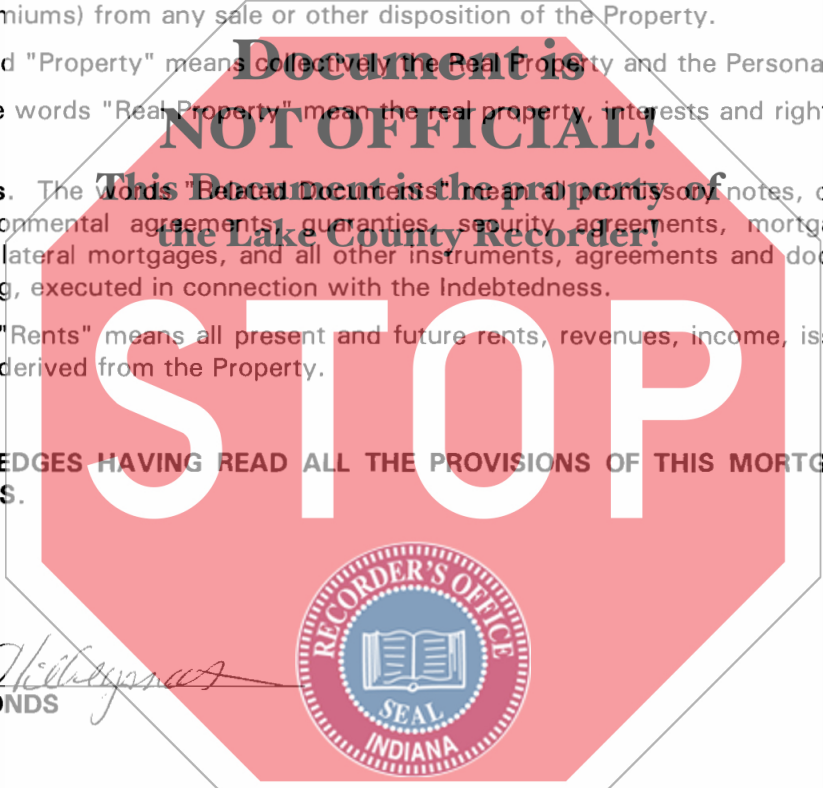 miums) from any sale or other disposition of the Property.
Document is
d "Property" means collectively the Real Property and the Persona
e words "Real Property" mean the real property, interests and righ
NOT OFFICIAL!
s. The words "Related Documents" mean all promissory notes, c
This Document is the property of
onmental agreements, guaranties, security agreements, mortga
the Lake County Recorder!
lateral mortgages, and all other instruments, agreements and doc
g, executed in connection with the Indebtedness.
"Rents" means all present and future rents, revenues, income, iss
derived from the Property.
STOP
EDGES HAVING READ ALL THE PROVISIONS OF THIS MORTG
S.
RECORDER'S OFFICE
SEAL
INDIANA
ONDS